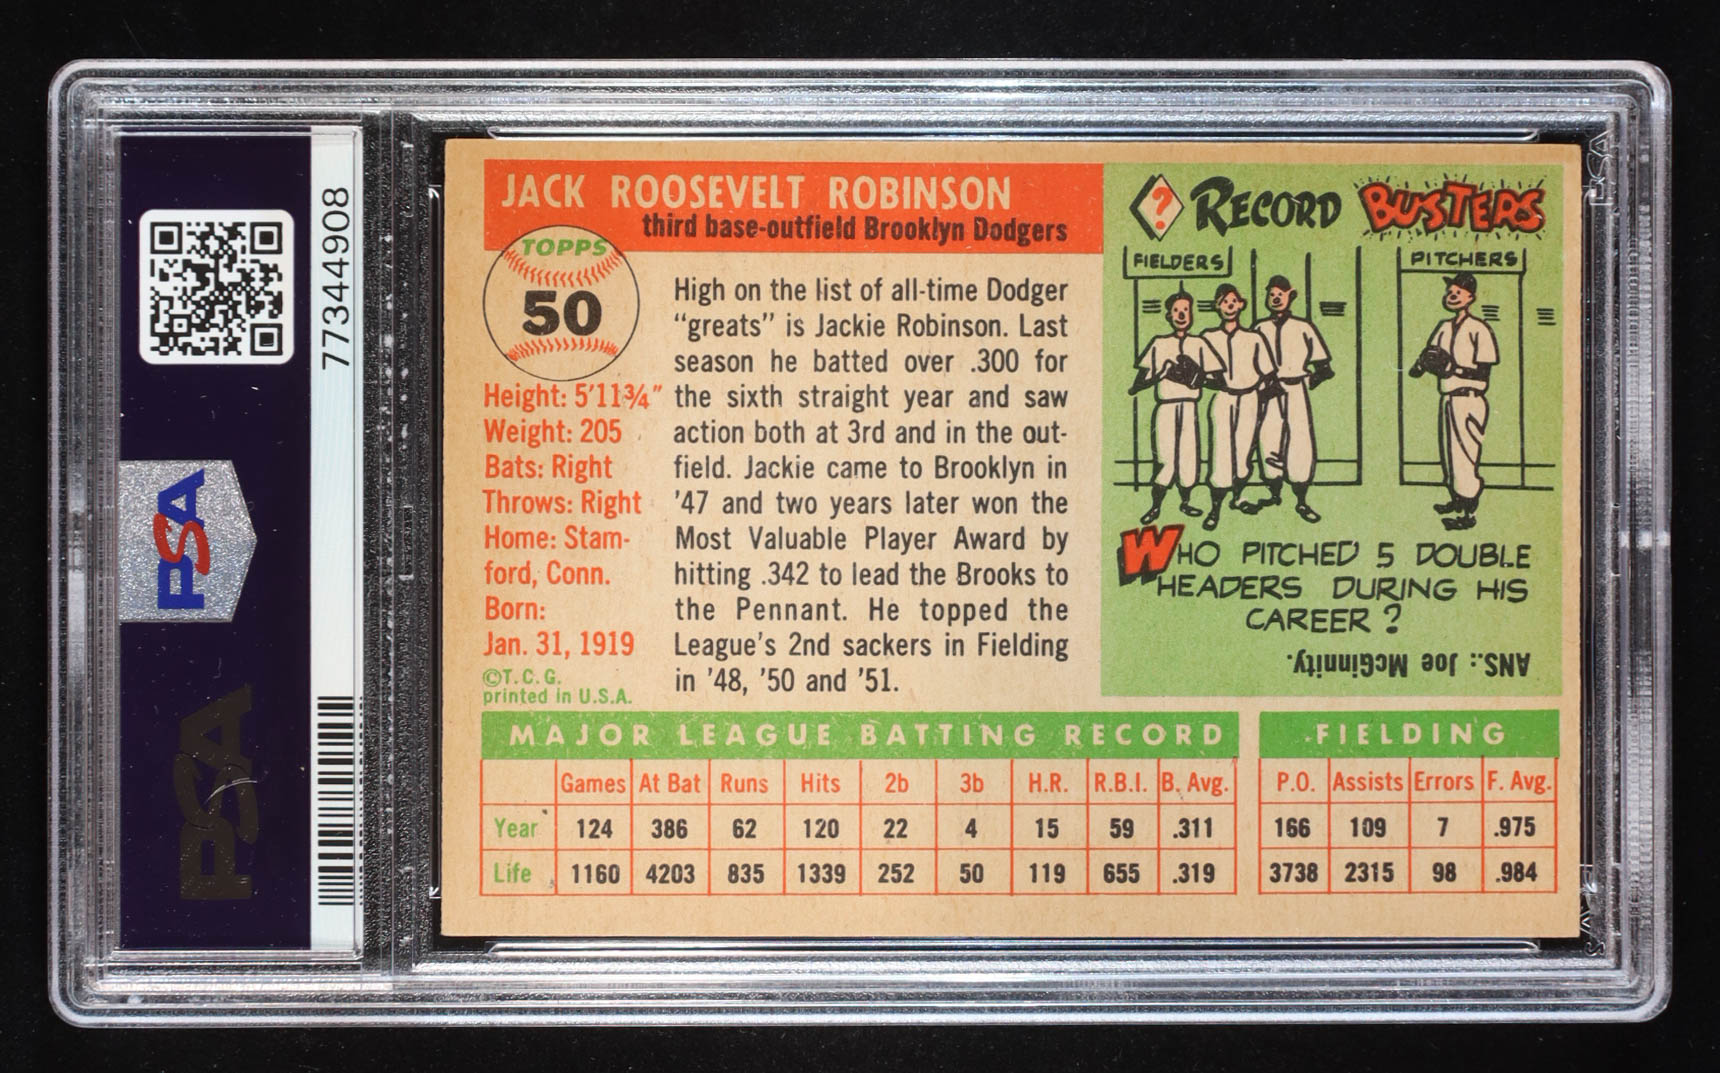 77344908
PSA
PSA
JACK ROOSEVELT ROBINSON
third base-outfield Brooklyn Dodgers
TOPPS
50
Height: 5'11¾"
Weight: 205
Bats: Right
Throws: Right
Home: Stam-
ford, Conn.
Born:
Jan. 31, 1919
©T.C.G.
printed in U.S.A.
High on the list of all-time Dodger
"greats" is Jackie Robinson. Last
season he batted over .300 for
the sixth straight year and saw
action both at 3rd and in the out-
field. Jackie came to Brooklyn in
'47 and two years later won the
Most Valuable Player Award by
hitting .342 to lead the Brooks to
the Pennant. He topped the
League's 2nd sackers in Fielding
in '48, '50 and '51.
? RECORD BUSTERS
FIELDERS
PITCHERS
WHO PITCHED 5 DOUBLE
HEADERS DURING HIS
CAREER?
ANS.: Joe McGinnity.
MAJOR LEAGUE BATTING RECORD FIELDING
Games At Bat Runs Hits 2b 3b H.R. R.B.I. B. Avg. P.O. Assists Errors F. Avg.
Year 124 386 62 120 22 4 15 59 .311 166 109 7 .975
Life 1160 4203 835 1339 252 50 119 655 .319 3738 2315 98 .984
PSA